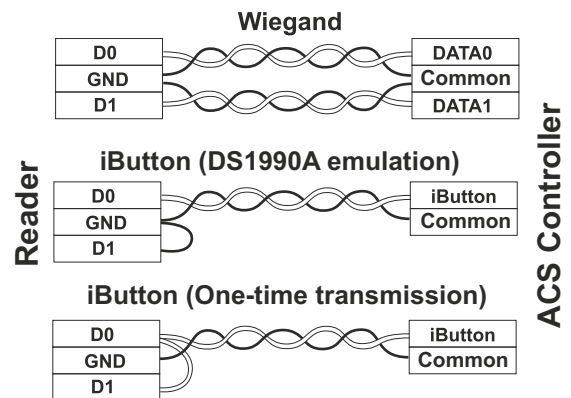 Wiegand
D0
GND
D1
DATA0
Common
DATA1
iButton (DS1990A emulation)
D0
GND
D1
iButton
Common
iButton (One-time transmission)
D0
GND
D1
iButton
Common
Reader
ACS Controller